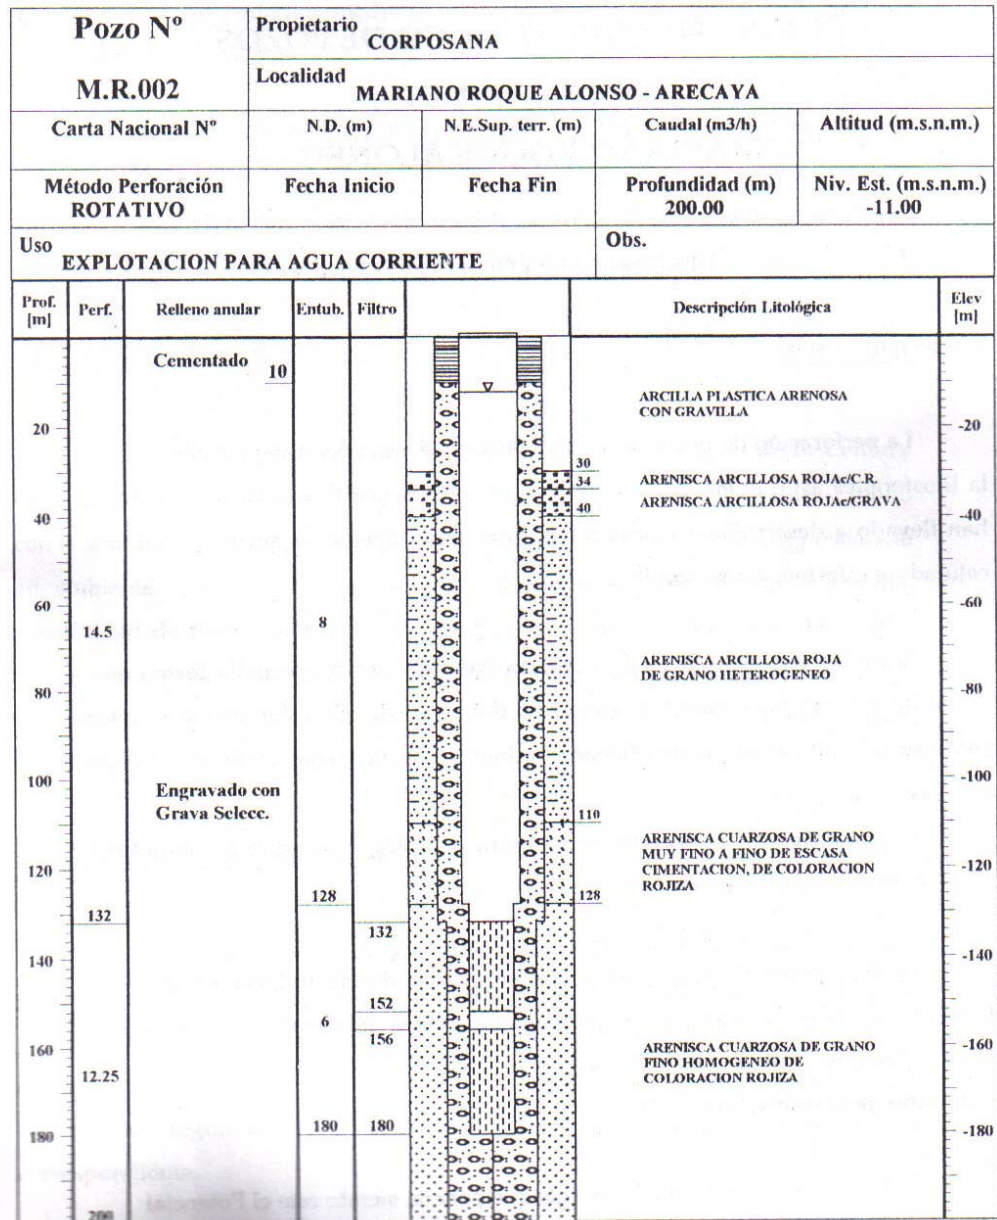 Pozo Nº
M.R.002
Propietario
CORPOSANA
Localidad
MARIANO ROQUE ALONSO - ARECAYA
Carta Nacional Nº
N.D. (m)
N.E.Sup. terr. (m)
Caudal (m3/h)
Altitud (m.s.n.m.)
Método Perforación
ROTATIVO
Fecha Inicio
Fecha Fin
Profundidad (m)
200.00
Niv. Est. (m.s.n.m.)
-11.00
Uso
EXPLOTACION PARA AGUA CORRIENTE
Obs.
Prof.
[m]
Perf.
Relleno anular
Entub.
Filtro
Descripción Litológica
Elev
[m]
Cementado
10
ARCILLA PLASTICA ARENOSA
CON GRAVILLA
20
-20
30
ARENISCA ARCILLOSA ROJA
34
ARENISCA ARCILLOSA ROJA c/GRAVA
40
40
-40
60
-60
14.5
8
ARENISCA ARCILLOSA ROJA
DE GRANO HETEROGENEO
80
-80
100
-100
Engravado con
Grava Selecc.
110
ARENISCA CUARZOSA DE GRANO
MUY FINO A FINO DE ESCASA
CIMENTACION, DE COLORACION
ROJIZA
120
-120
128
128
132
132
140
-140
152
6
156
160
-160
ARENISCA CUARZOSA DE GRANO
FINO HOMOGENEO DE
COLORACION ROJIZA
12.25
180
180
180
-180
200